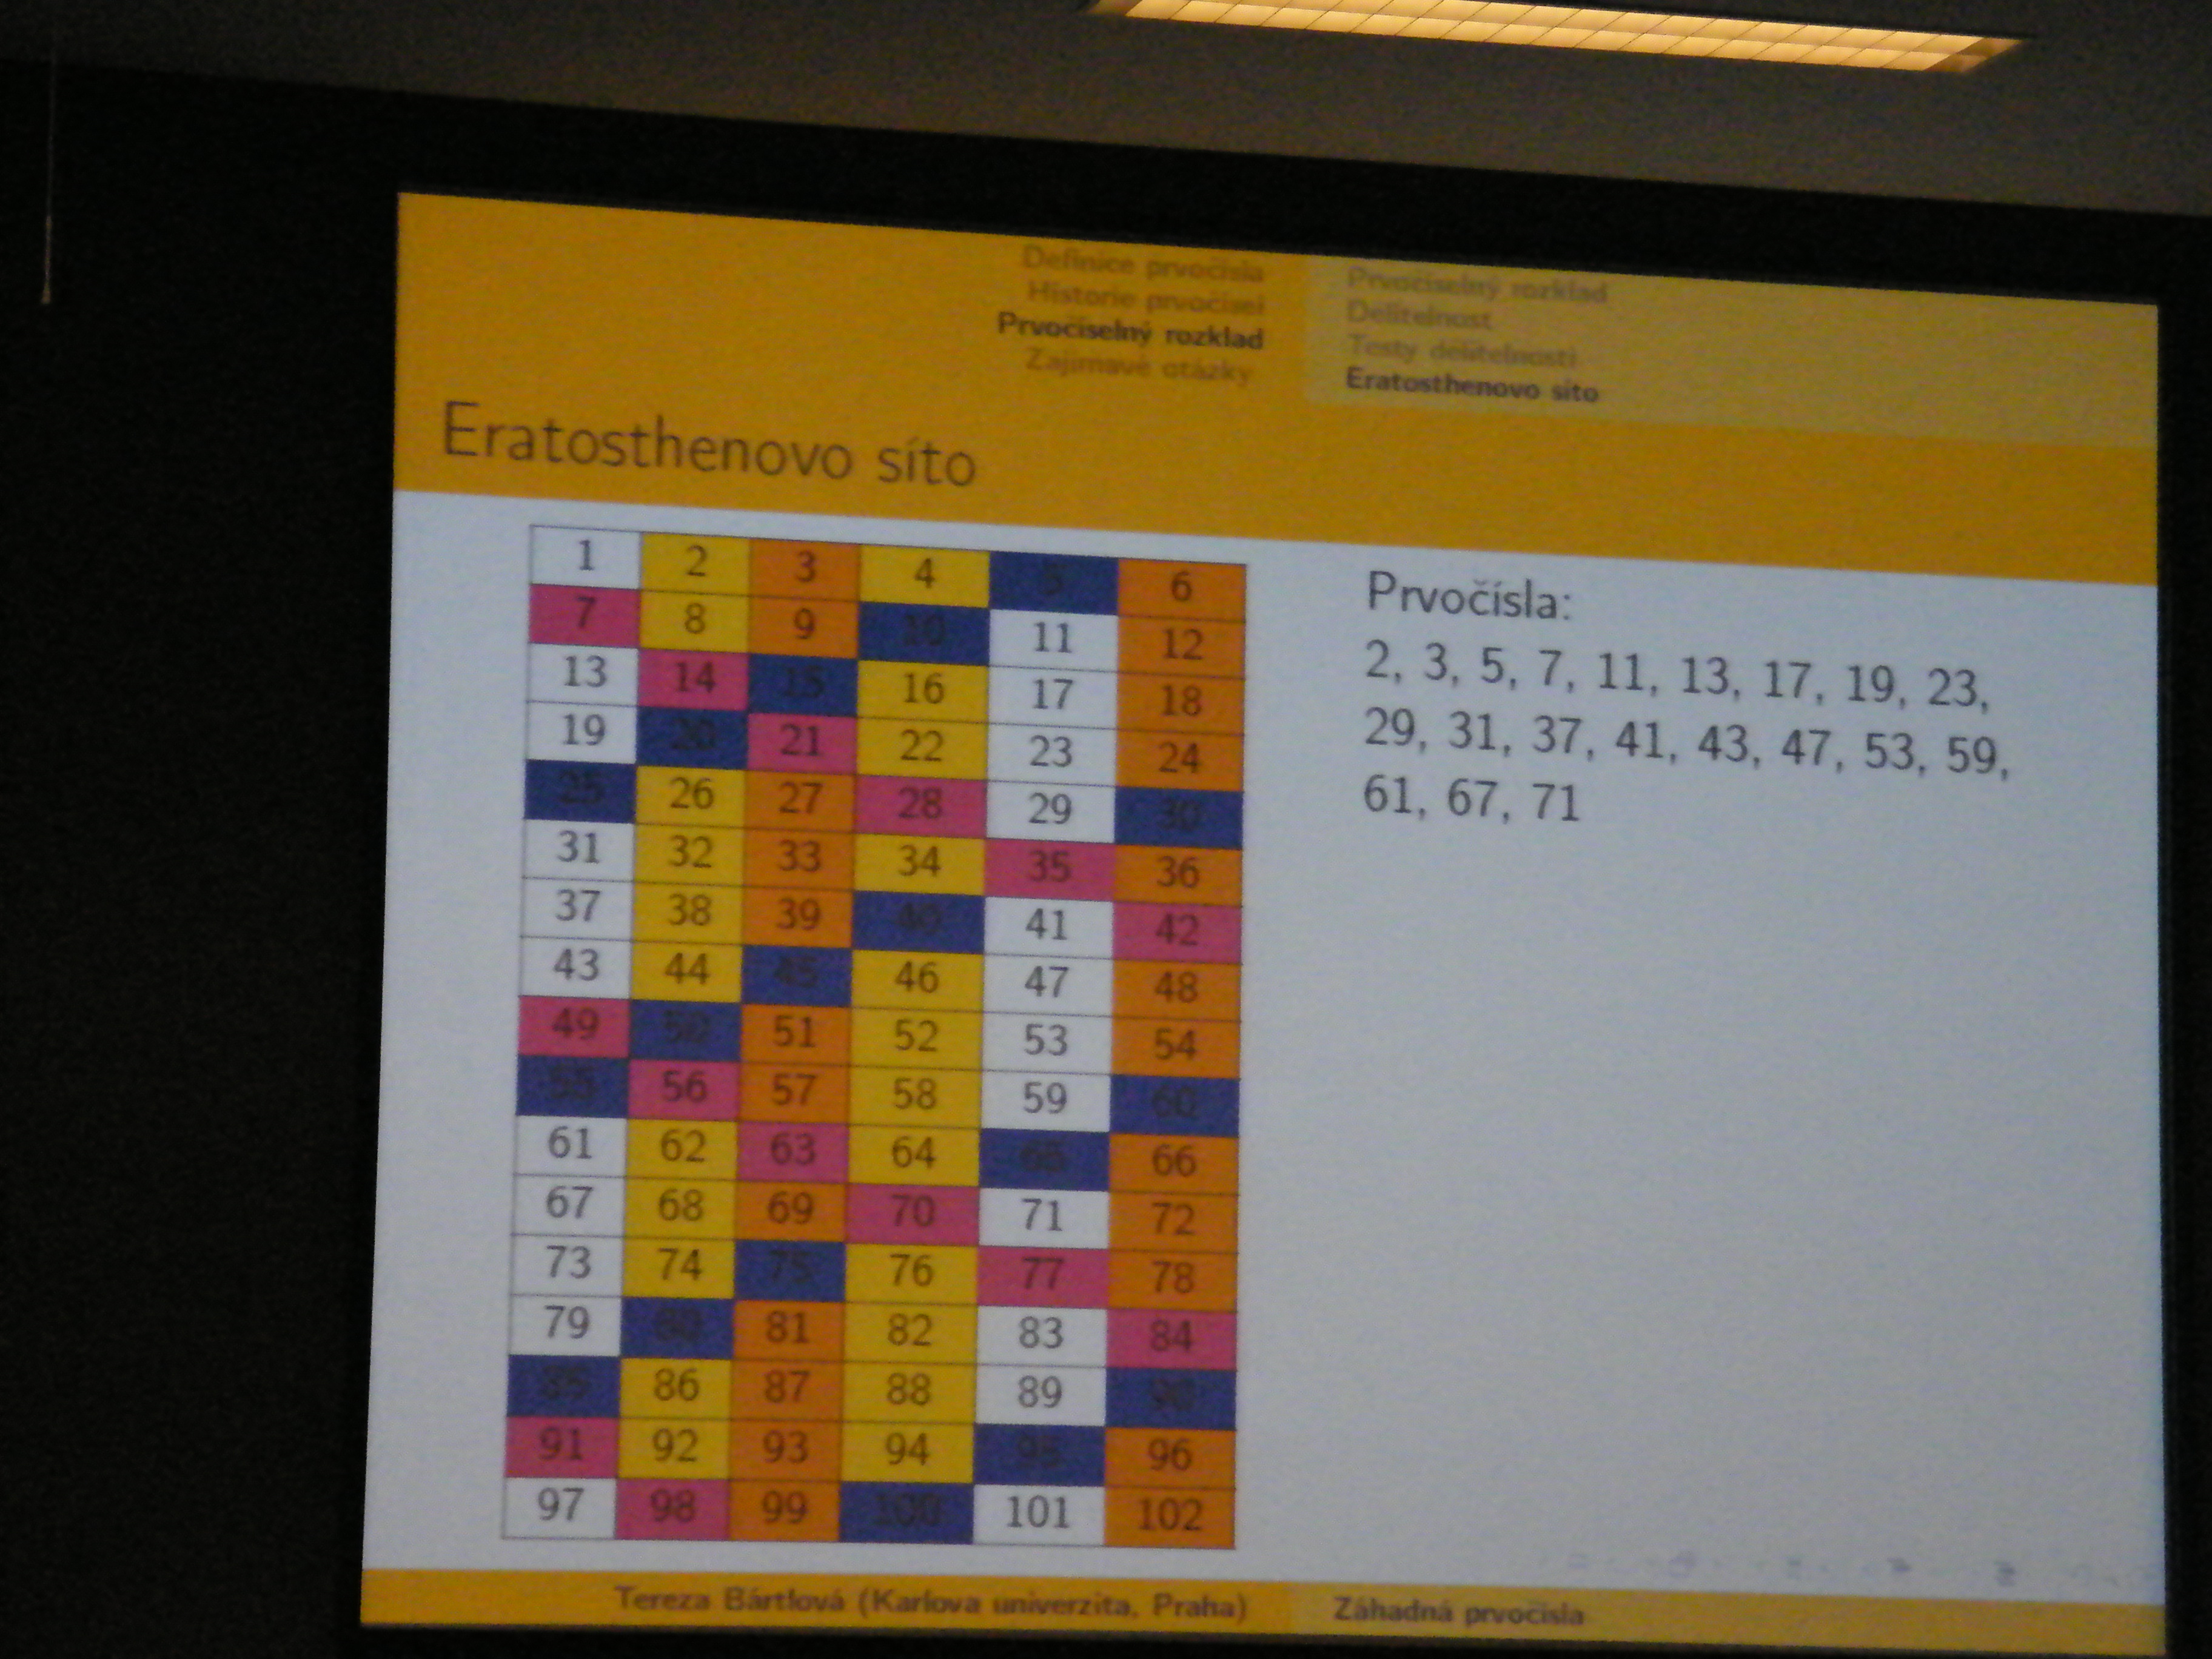 Definice prvočísla
Historie prvočísel
Prvočíselný rozklad
Zajímavé otázky
Prvočíselný rozklad
Dělitelnost
Testy dělitelnosti
Eratosthenovo síto
Eratosthenovo síto
1 2 3 4 5 6
7 8 9 10 11 12
13 14 15 16 17 18
19 20 21 22 23 24
25 26 27 28 29 30
31 32 33 34 35 36
37 38 39 40 41 42
43 44 45 46 47 48
49 50 51 52 53 54
55 56 57 58 59 60
61 62 63 64 65 66
67 68 69 70 71 72
73 74 75 76 77 78
79 80 81 82 83 84
85 86 87 88 89 90
91 92 93 94 95 96
97 98 99 100 101 102
Prvočísla:
2, 3, 5, 7, 11, 13, 17, 19, 23,
29, 31, 37, 41, 43, 47, 53, 59,
61, 67, 71
Tereza Bártlová (Karlova univerzita, Praha)
Záhadná prvočísla